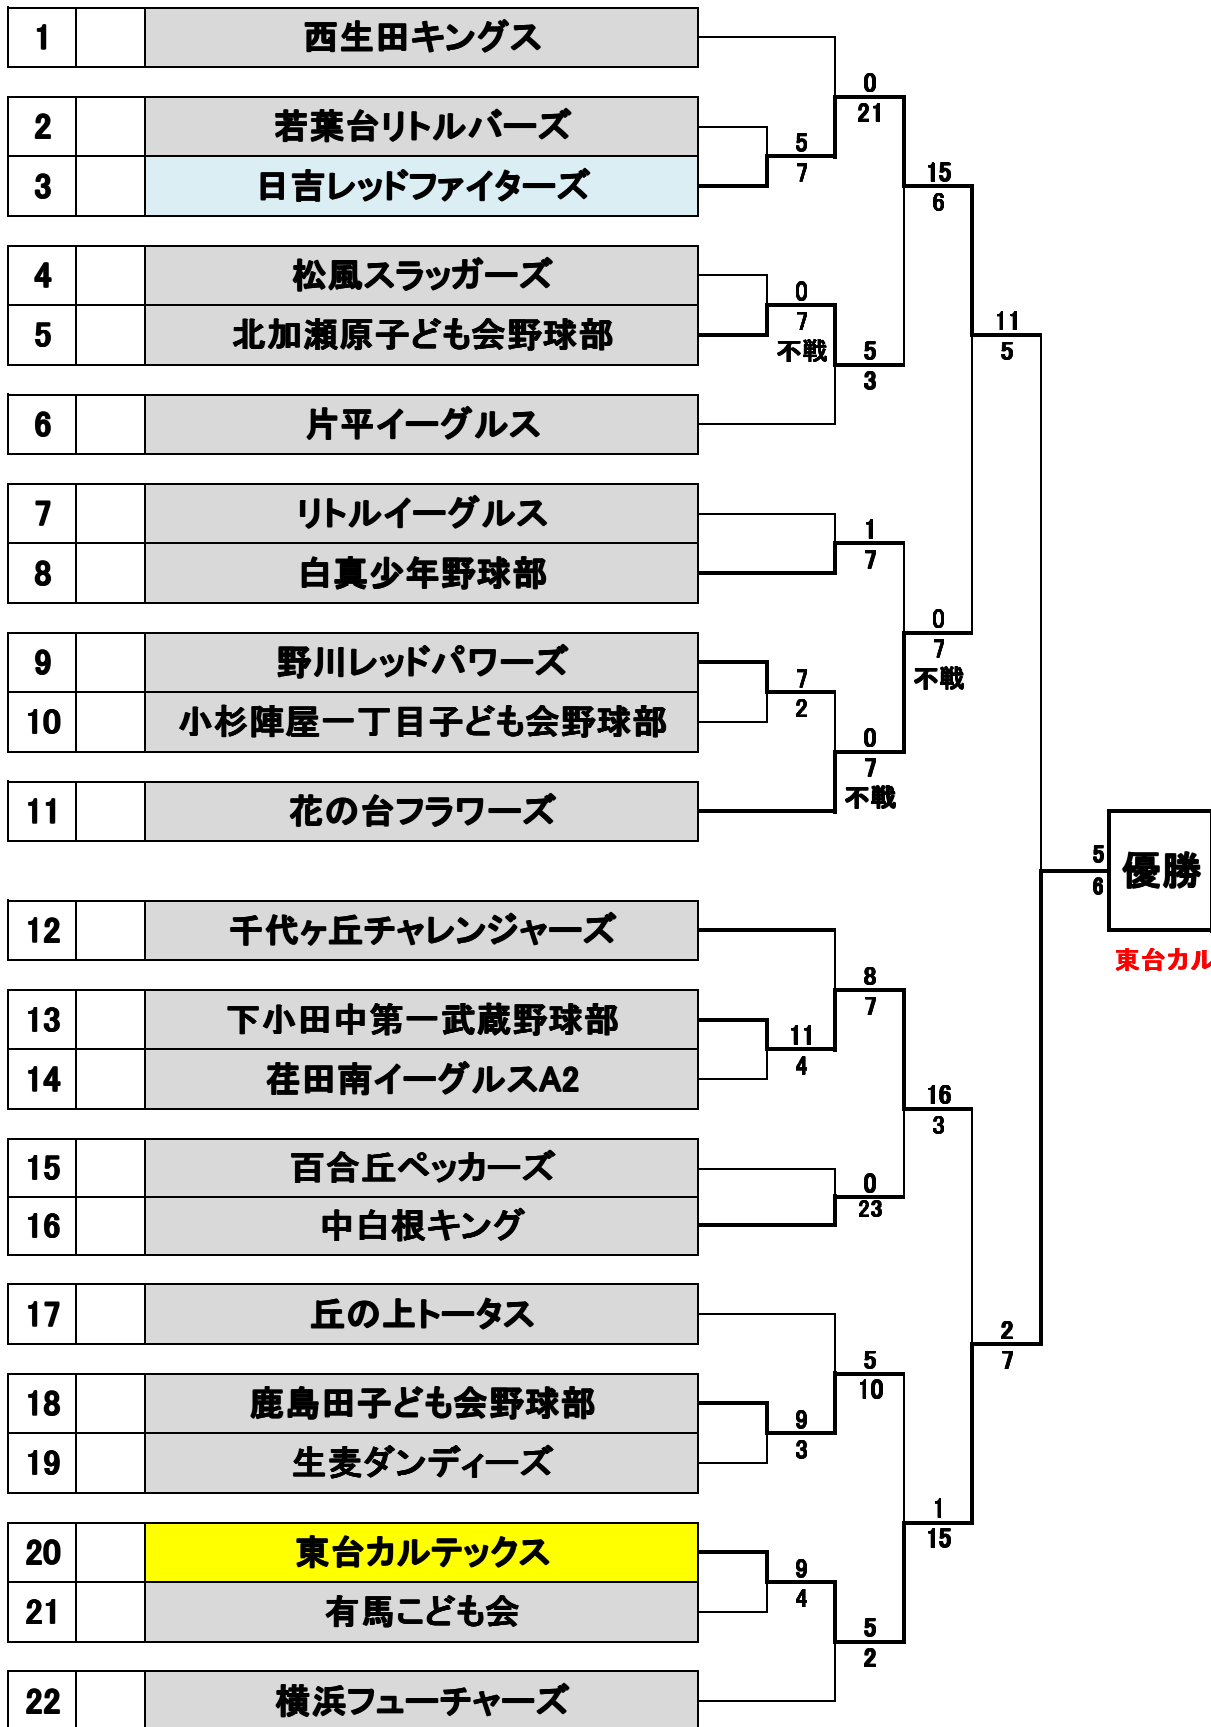 1 西生田キングス
0
21
2 若葉台リトルバーズ
5
7
3 日吉レッドファイターズ
15
6
4 松風スラッガーズ
0
7
不戦
5 北加瀬原子ども会野球部
5
3
11
5
6 片平イーグルス
7 リトルイーグルス
1
7
8 白真少年野球部
0
7
不戦
9 野川レッドパワーズ
7
2
10 小杉陣屋一丁目子ども会野球部
0
7
不戦
11 花の台フラワーズ
5
6
優勝
東台カル
12 千代ヶ丘チャレンジャーズ
8
7
13 下小田中第一武蔵野球部
11
4
14 荏田南イーグルスA2
16
3
15 百合丘ペッカーズ
0
23
16 中白根キング
17 丘の上トータス
2
7
5
10
18 鹿島田子ども会野球部
9
3
19 生麦ダンディーズ
1
15
20 東台カルテックス
9
4
21 有馬こども会
5
2
22 横浜フューチャーズ